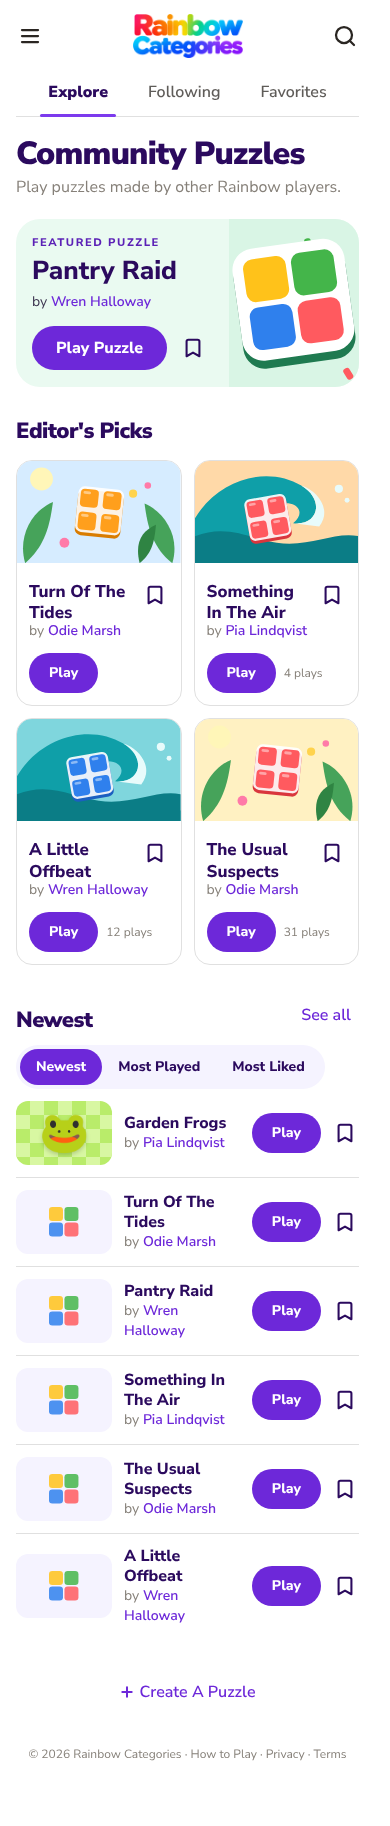 Rainbow
Categories
Explore
Following
Favorites
Community Puzzles
Play puzzles made by other Rainbow players.
FEATURED PUZZLE
Pantry Raid
by Wren Halloway
Play Puzzle
Editor's Picks
Turn Of The
Tides
by Odie Marsh
Play
Something
In The Air
by Pia Lindqvist
Play
4 plays
A Little
Offbeat
by Wren Halloway
Play
12 plays
The Usual
Suspects
by Odie Marsh
Play
31 plays
Newest
See all
Newest
Most Played
Most Liked
Garden Frogs
by Pia Lindqvist
Play
Turn Of The
Tides
by Odie Marsh
Play
Pantry Raid
by Wren
Halloway
Play
Something In
The Air
by Pia Lindqvist
Play
The Usual
Suspects
by Odie Marsh
Play
A Little
Offbeat
by Wren
Halloway
Play
+ Create A Puzzle
© 2026 Rainbow Categories · How to Play · Privacy · Terms